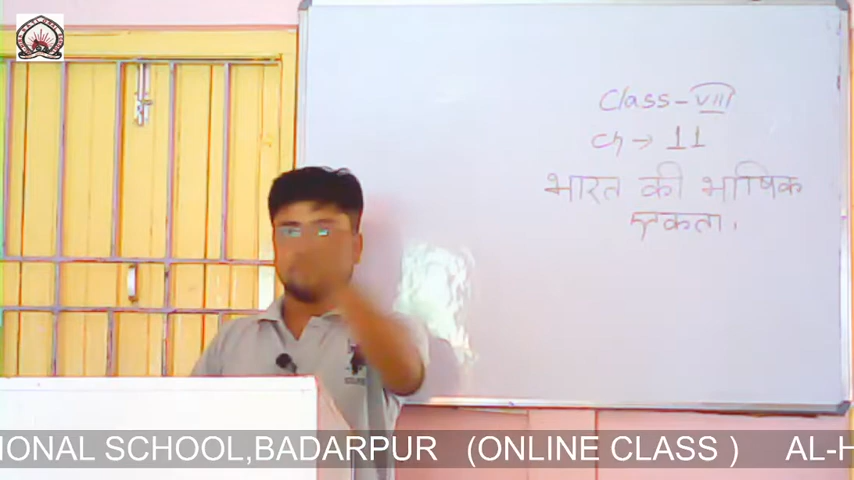 Class-VIII
Ch → 11
भारत की भाषिक
एकता।
IONAL SCHOOL,BADARPUR (ONLINE CLASS ) AL-H